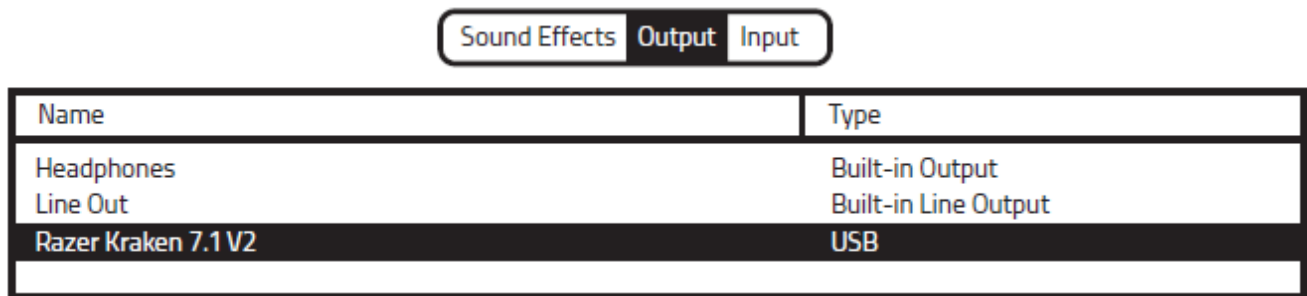 Sound Effects Output Input
Name Type
Headphones Built-in Output
Line Out Built-in Line Output
Razer Kraken 7.1 V2 USB